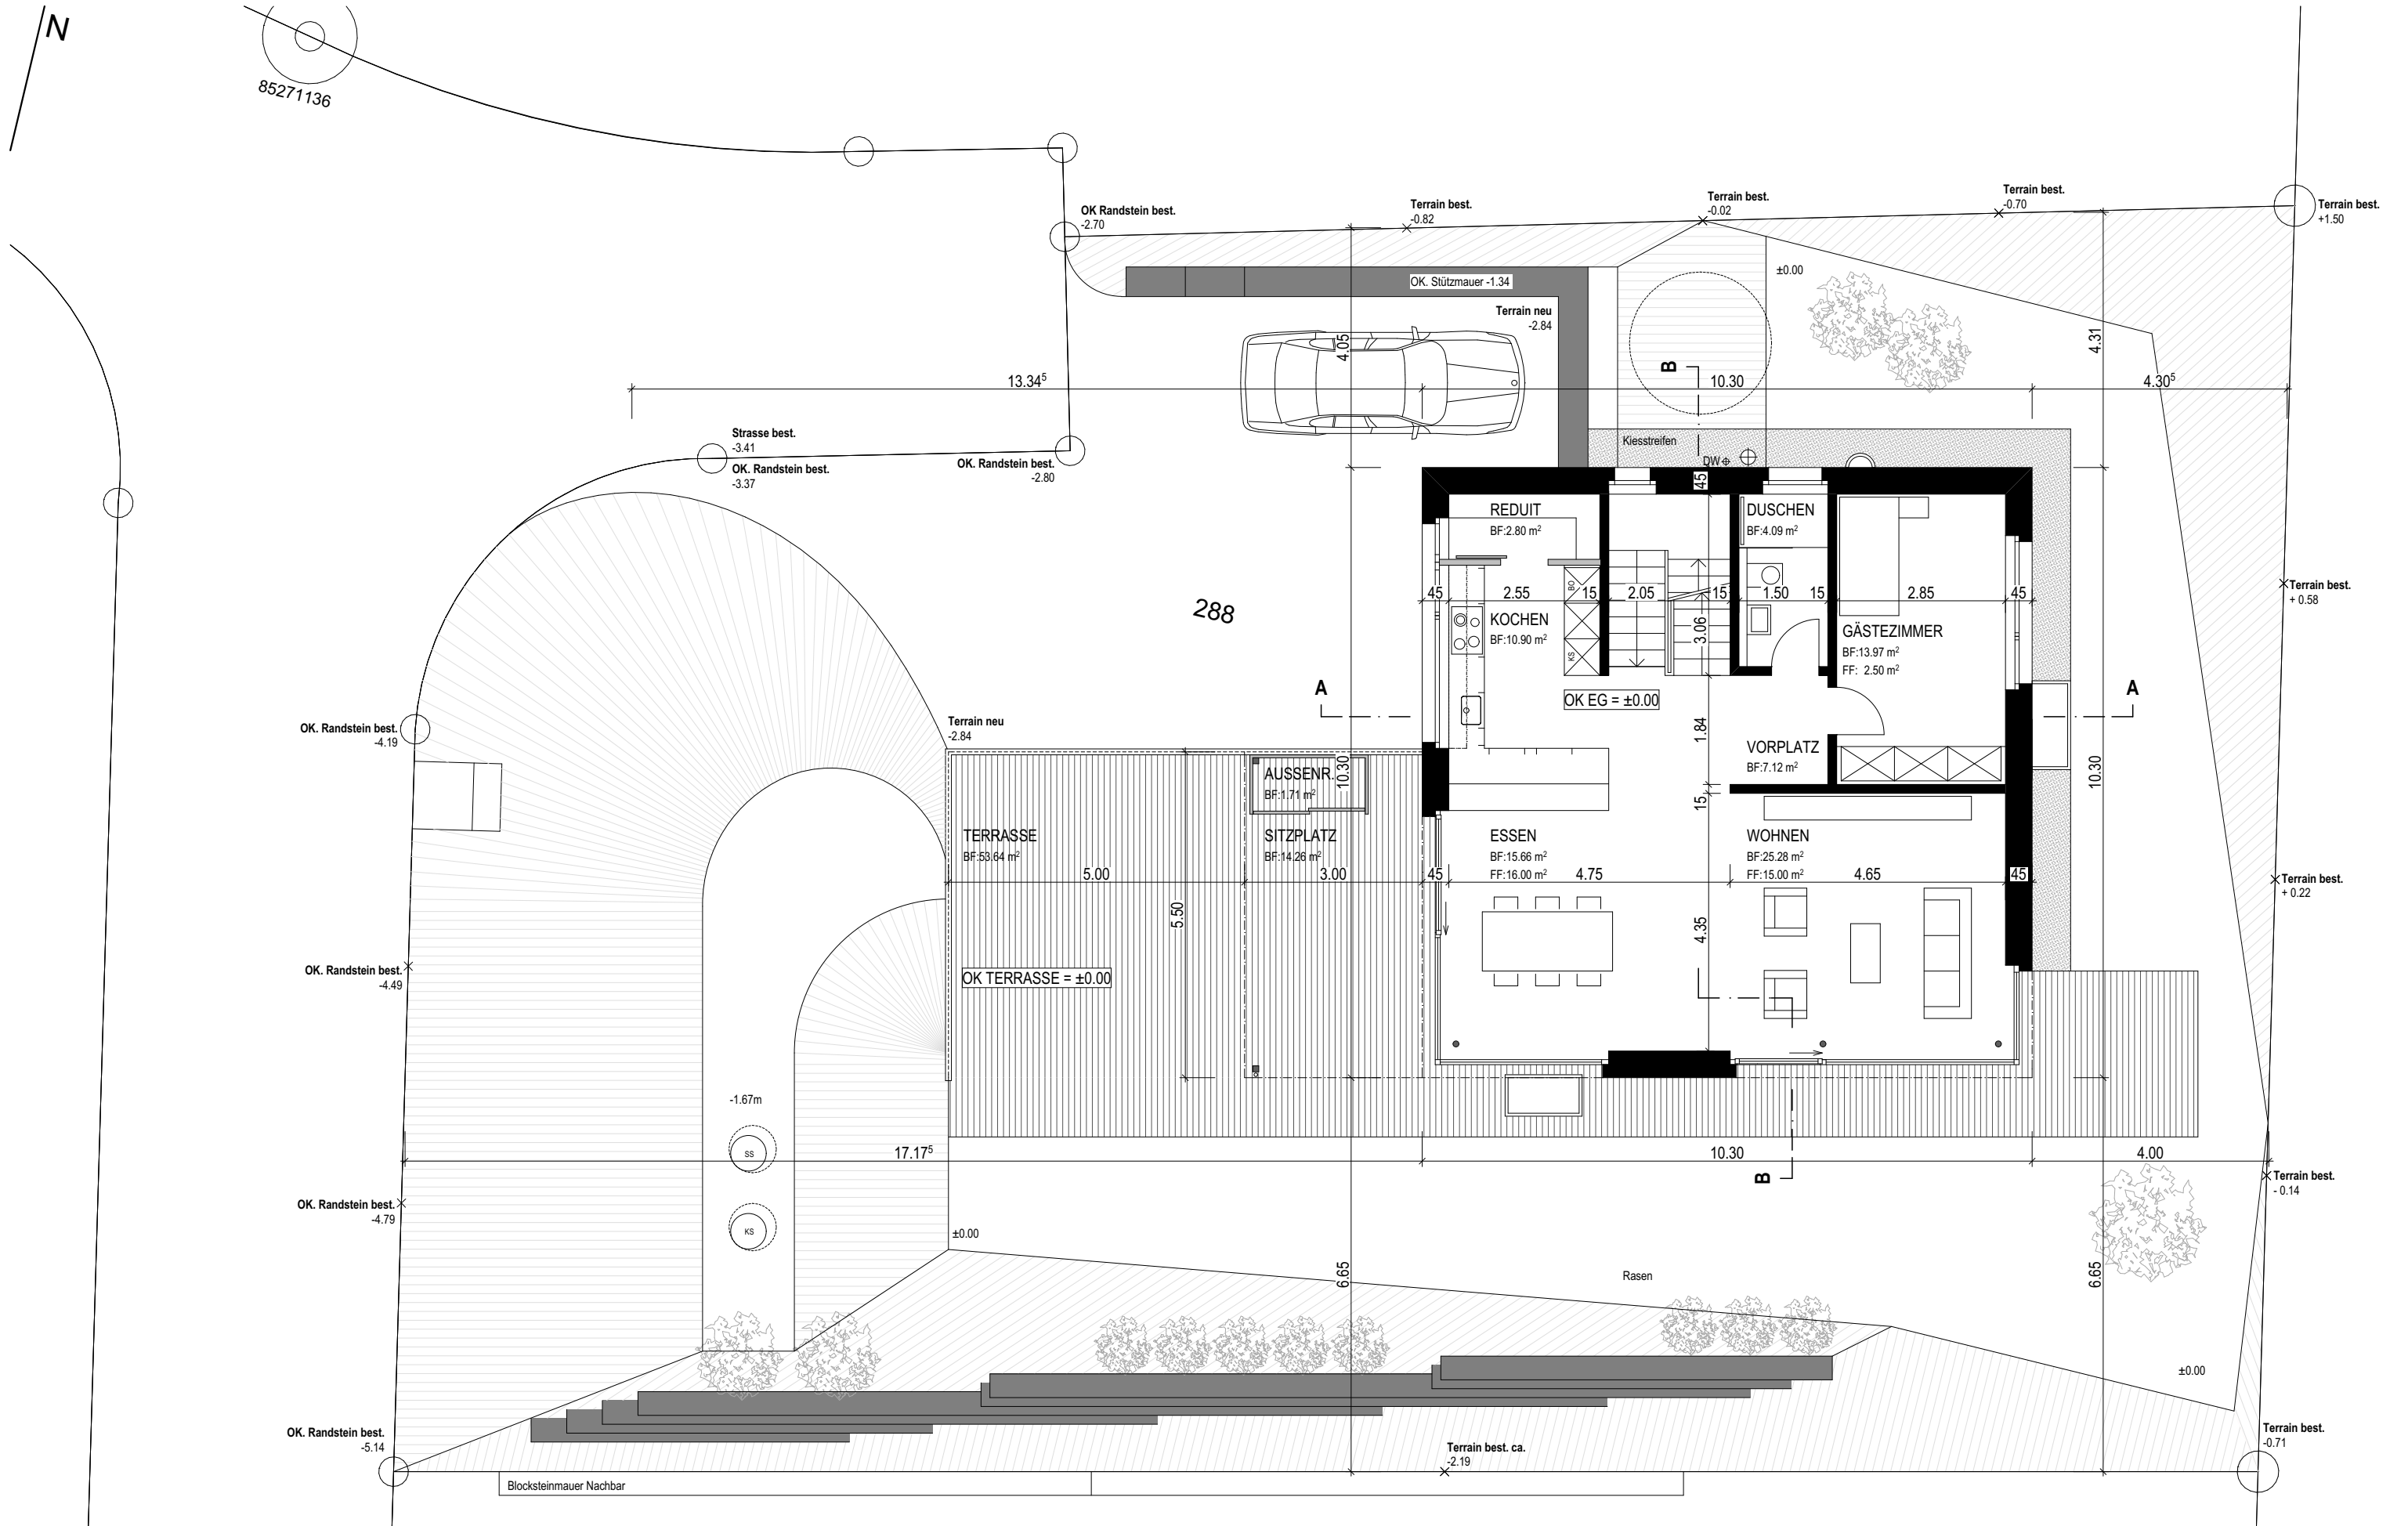 N
85271136
OK Randstein best.
-2.70
Terrain best.
-0.82
Terrain best.
-0.02
Terrain best.
-0.70
Terrain best.
+1.50
OK. Stützmauer -1.34
±0.00
Terrain neu
-2.84
4.05
4.31
B
13.34⁵
10.30
4.30⁵
Strasse best.
-3.41
OK. Randstein best.
-3.37
OK. Randstein best.
-2.80
Kiesstreifen
DW
45
REDUIT
BF:2.80 m²
DUSCHEN
BF:4.09 m²
BO
45
2.55
15
2.05
15
1.50
15
2.85
45
Terrain best.
+ 0.58
288
KOCHEN
BF:10.90 m²
KS
3.06
GÄSTEZIMMER
BF:13.97 m²
FF: 2.50 m²
A
OK EG = ±0.00
A
OK. Randstein best.
-4.19
Terrain neu
-2.84
1.84
VORPLATZ
BF:7.12 m²
AUSSENR.
BF:1.71 m²
10.30
10.30
15
TERRASSE
BF:53.64 m²
SITZPLATZ
BF:14.26 m²
ESSEN
BF:15.66 m²
FF:16.00 m²
WOHNEN
BF:25.28 m²
FF:15.00 m²
5.00
3.00
45
4.75
4.65
45
Terrain best.
+ 0.22
5.50
4.35
OK. Randstein best.
-4.49
OK TERRASSE = ±0.00
-1.67m
SS
17.17⁵
10.30
4.00
B
Terrain best.
- 0.14
OK. Randstein best.
-4.79
KS
±0.00
6.65
Rasen
6.65
±0.00
OK. Randstein best.
-5.14
Terrain best. ca.
-2.19
Terrain best.
-0.71
Blocksteinmauer Nachbar